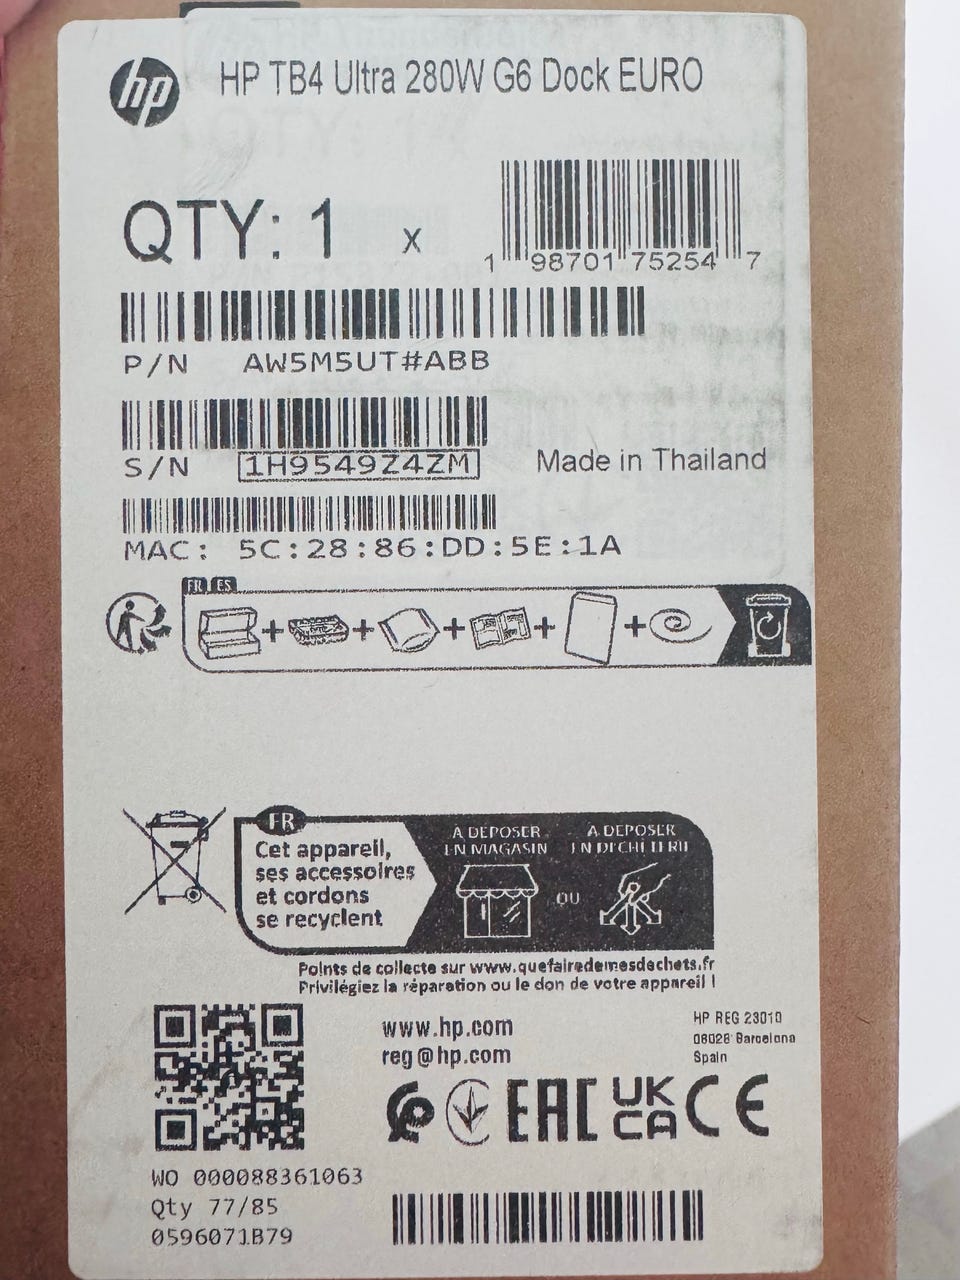 hp
HP TB4 Ultra 280W G6 Dock EURO
QTY: 1 x
1 98701 75254 7
P/N AW5M5UT#ABB
S/N 1H9549Z4ZM
Made in Thailand
MAC: 5C:28:86:DD:5E:1A
FR ES
FR
Cet appareil,
ses accessoires
et cordons
se recyclent
À DÉPOSER
EN MAGASIN
OU
À DÉPOSER
EN DÉCHÈTERIE
Points de collecte sur www.quefairedemesdechets.fr
Privilégiez la réparation ou le don de votre appareil !
www.hp.com
reg@hp.com
HP REG 23010
08028 Barcelona
Spain
EAC
UK
CA
CE
WO 000088361063
Qty 77/85
0596071B79